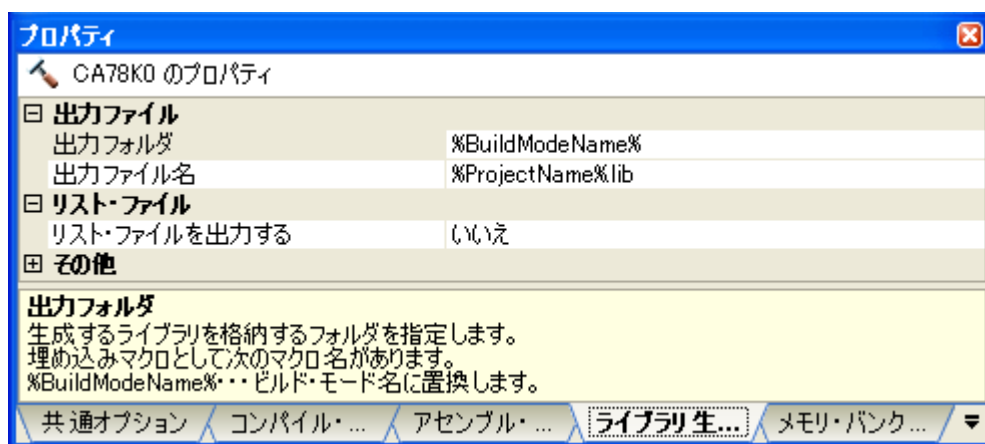 プロパティ
CA78K0 のプロパティ
出力ファイル
出力フォルダ %BuildModeName%
出力ファイル名 %ProjectName%.lib
リスト・ファイル
リスト・ファイルを出力する いいえ
その他
出力フォルダ
生成するライブラリを格納するフォルダを指定します。
埋め込みマクロとして次のマクロ名があります。
%BuildModeName%・・・ビルド・モード名に置換します。
共通オプション コンパイル・... アセンブル・... ライブラリ生... メモリ・バンク...